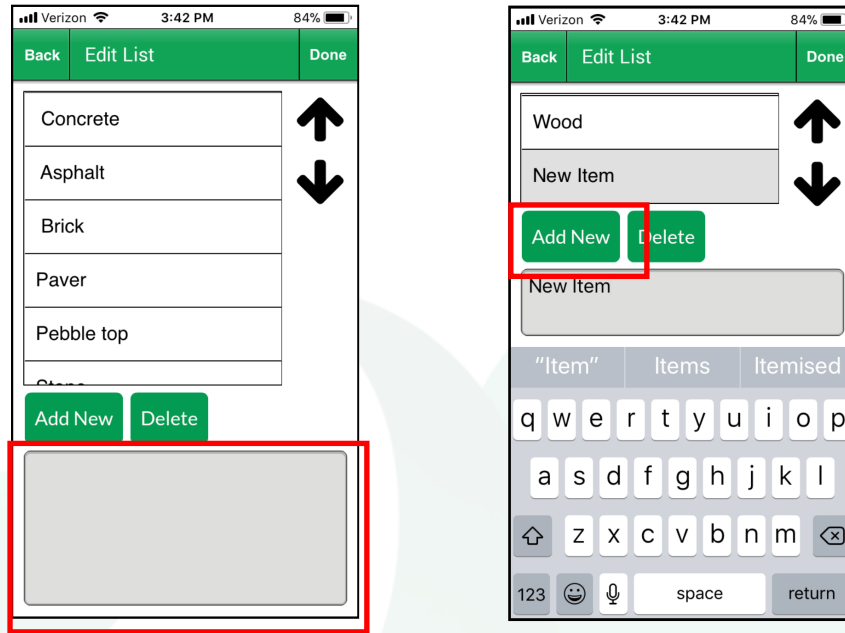 Verizon 3:42 PM 84%
Back Edit List Done
Concrete
Asphalt
Brick
Paver
Pebble top
Add New Delete
Verizon 3:42 PM 84%
Back Edit List Done
Wood
New Item
Add New Delete
New Item
“Item” Items Itemised
q w e r t y u i o p
a s d f g h j k l
z x c v b n m
123 space return